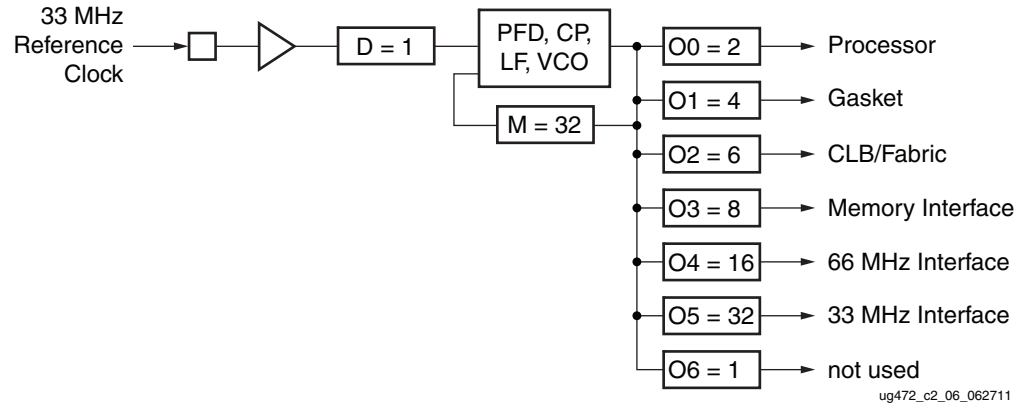 33 MHz
Reference
Clock
D = 1
PFD, CP,
LF, VCO
M = 32
O0 = 2
Processor
O1 = 4
Gasket
O2 = 6
CLB/Fabric
O3 = 8
Memory Interface
O4 = 16
66 MHz Interface
O5 = 32
33 MHz Interface
O6 = 1
not used
ug472_c2_06_062711